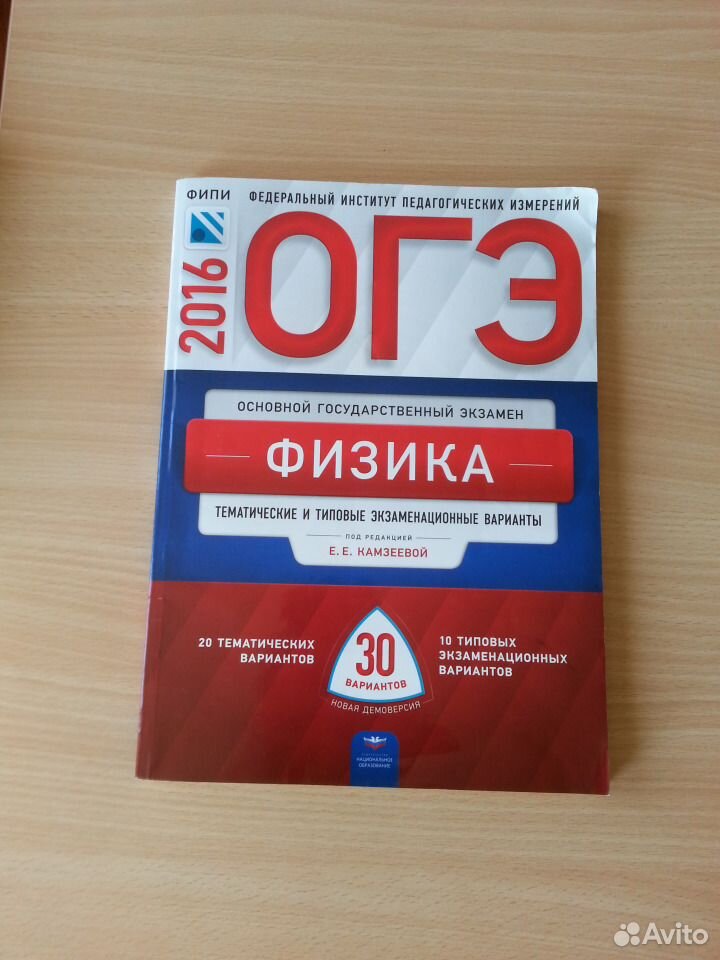 ФИПИ
ФЕДЕРАЛЬНЫЙ ИНСТИТУТ ПЕДАГОГИЧЕСКИХ ИЗМЕРЕНИЙ
2016
ОГЭ
ОСНОВНОЙ ГОСУДАРСТВЕННЫЙ ЭКЗАМЕН
ФИЗИКА
ТЕМАТИЧЕСКИЕ И ТИПОВЫЕ ЭКЗАМЕНАЦИОННЫЕ ВАРИАНТЫ
ПОД РЕДАКЦИЕЙ
Е. Е. КАМЗЕЕВОЙ
20 ТЕМАТИЧЕСКИХ
ВАРИАНТОВ
30
ВАРИАНТОВ
НОВАЯ ДЕМОВЕРСИЯ
10 ТИПОВЫХ
ЭКЗАМЕНАЦИОННЫХ
ВАРИАНТОВ
НАЦИОНАЛЬНОЕ
ОБРАЗОВАНИЕ
Avito